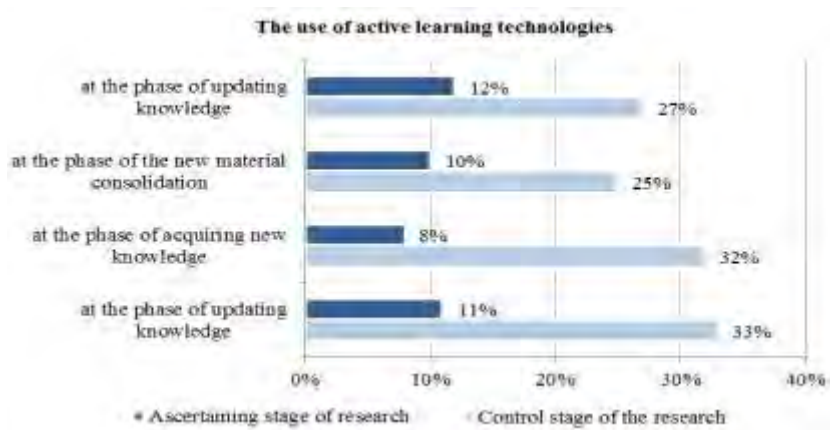 The use of active learning technologies
at the phase of updating
knowledge
12%
27%
at the phase of the new material
consolidation
10%
25%
at the phase of acquiring new
knowledge
8%
32%
at the phase of updating
knowledge
11%
33%
0% 10% 20% 30% 40%
Ascertaining stage of research Control stage of the research